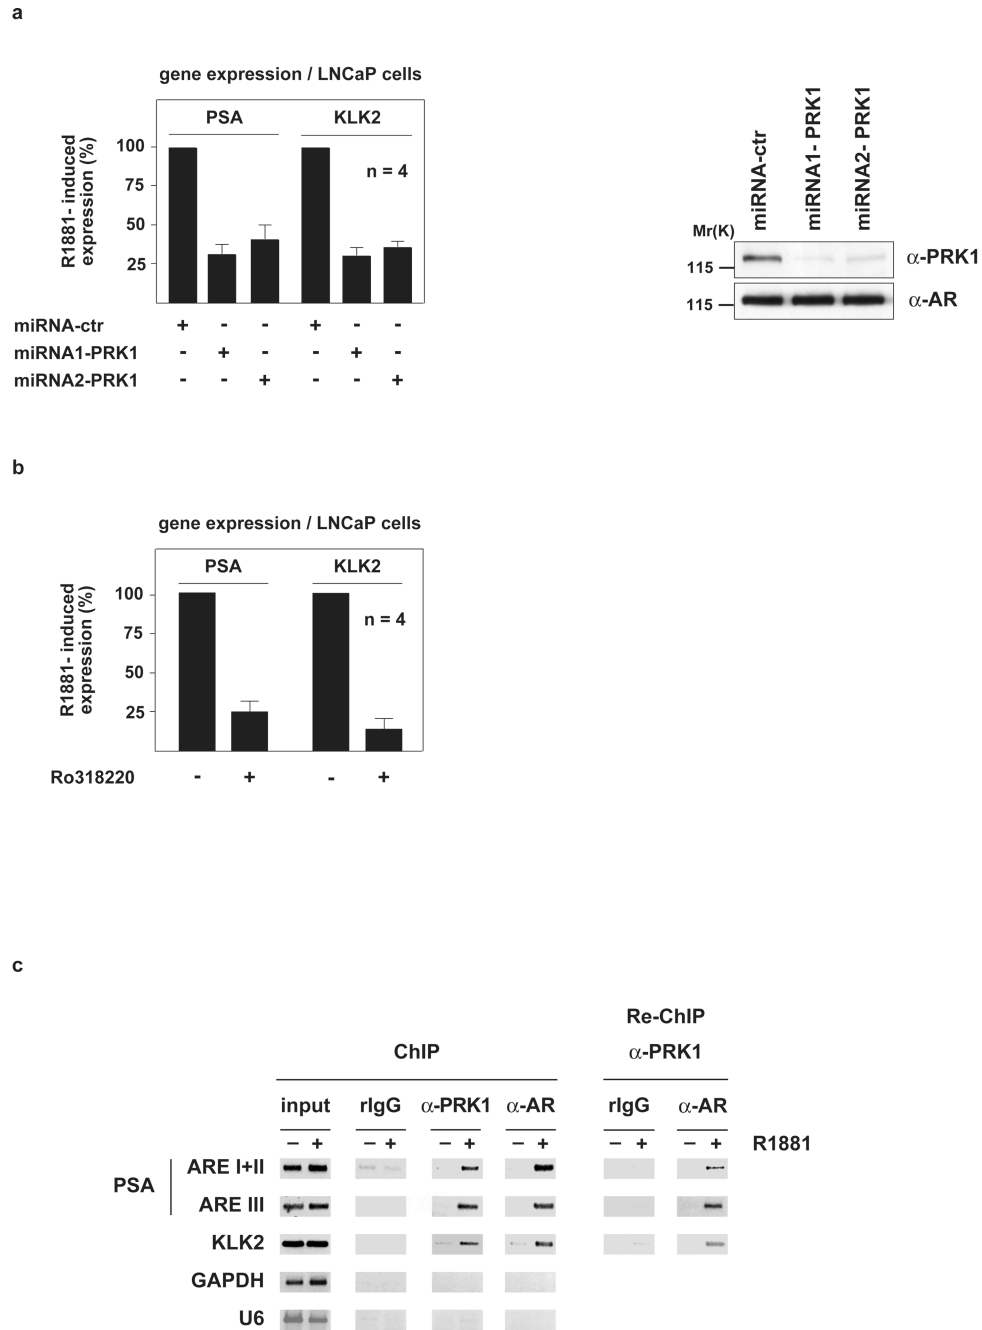 a
gene expression / LNCaP cells
PSA KLK2
n = 4
R1881- induced
expression (%)
100
75
50
25
miRNA-ctr + - - + - -
miRNA1-PRK1 - + - - + -
miRNA2-PRK1 - - + - - +
miRNA-ctr
miRNA1- PRK1
miRNA2- PRK1
Mr(K)
115 α-PRK1
115 α-AR
b
gene expression / LNCaP cells
PSA KLK2
n = 4
R1881- induced
expression (%)
100
75
50
25
Ro318220 - + - +
c
Re-ChIP
ChIP α-PRK1
input rIgG α-PRK1 α-AR rIgG α-AR
– + – + – + – + – + – + R1881
PSA
ARE I+II
ARE III
KLK2
GAPDH
U6